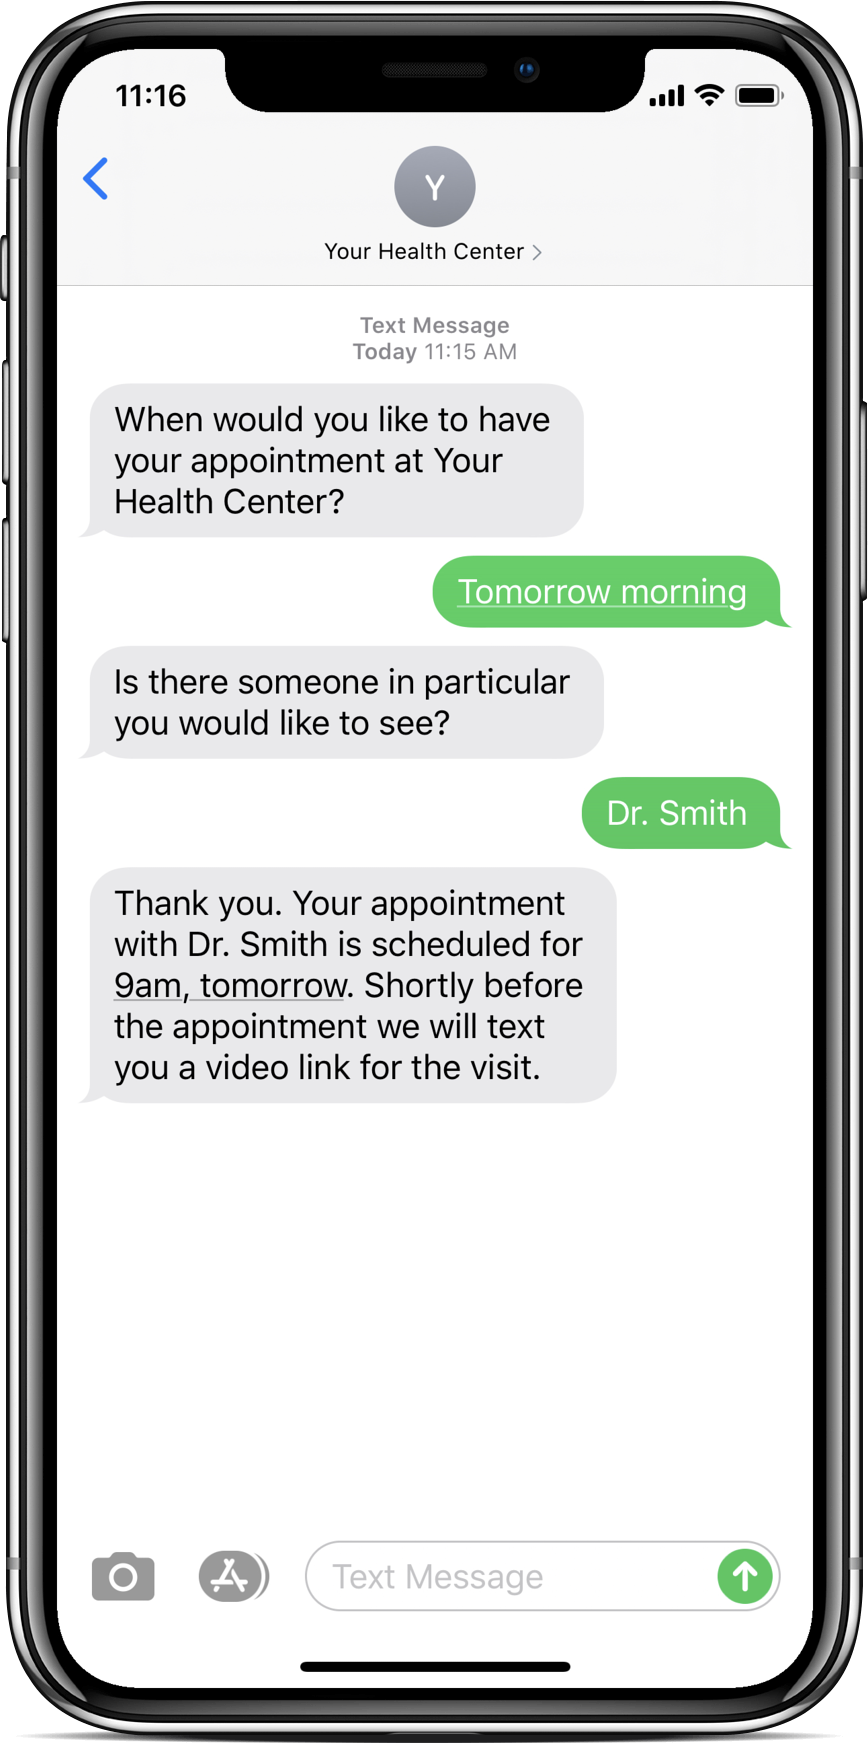 11:16
Y
Your Health Center
Text Message
Today 11:15 AM
When would you like to have
your appointment at Your
Health Center?
Tomorrow morning
Is there someone in particular
you would like to see?
Dr. Smith
Thank you. Your appointment
with Dr. Smith is scheduled for
9am, tomorrow. Shortly before
the appointment we will text
you a video link for the visit.
Text Message